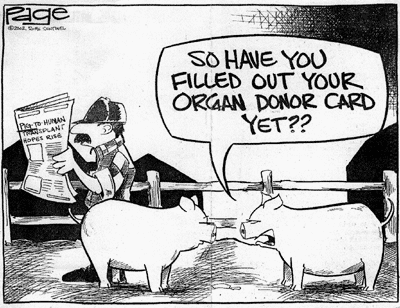 Page
SO HAVE YOU
FILLED OUT YOUR
ORGAN DONOR CARD
YET??
PIG-TO HUMAN
TRANSPLANT
HOPES RISE